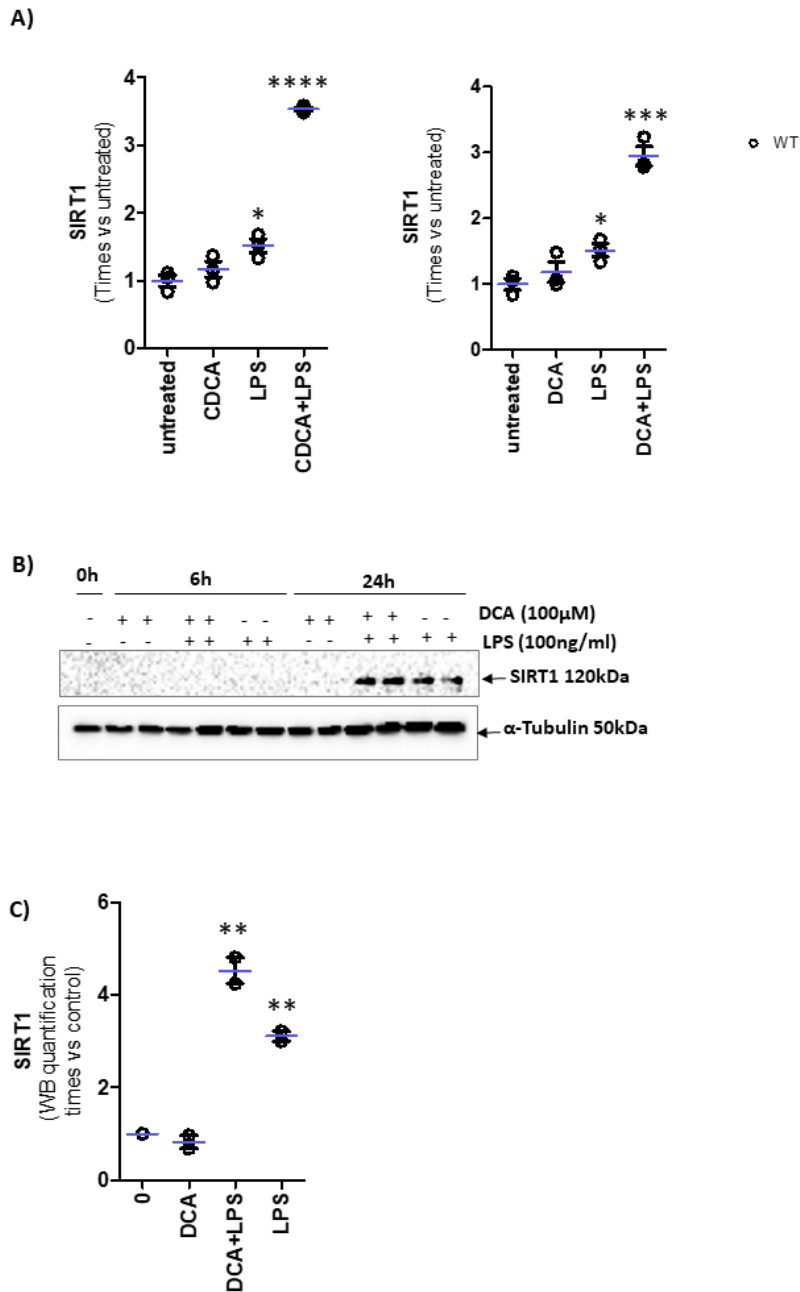 A)
SIRT1
(Times vs untreated)
4
3
2
1
0
****
*
untreated
CDCA
LPS
CDCA+LPS
SIRT1
(Times vs untreated)
4
3
2
1
0
***
*
untreated
DCA
LPS
DCA+LPS
WT
B)
0h 6h 24h
- + + + + - - + + + + - - DCA (100µM)
- - - + + + + - - + + + + LPS (100ng/ml)
SIRT1 120kDa
α-Tubulin 50kDa
C)
SIRT1
(WB quantification
times vs control)
6
4
2
0
**
**
0
DCA
DCA+LPS
LPS